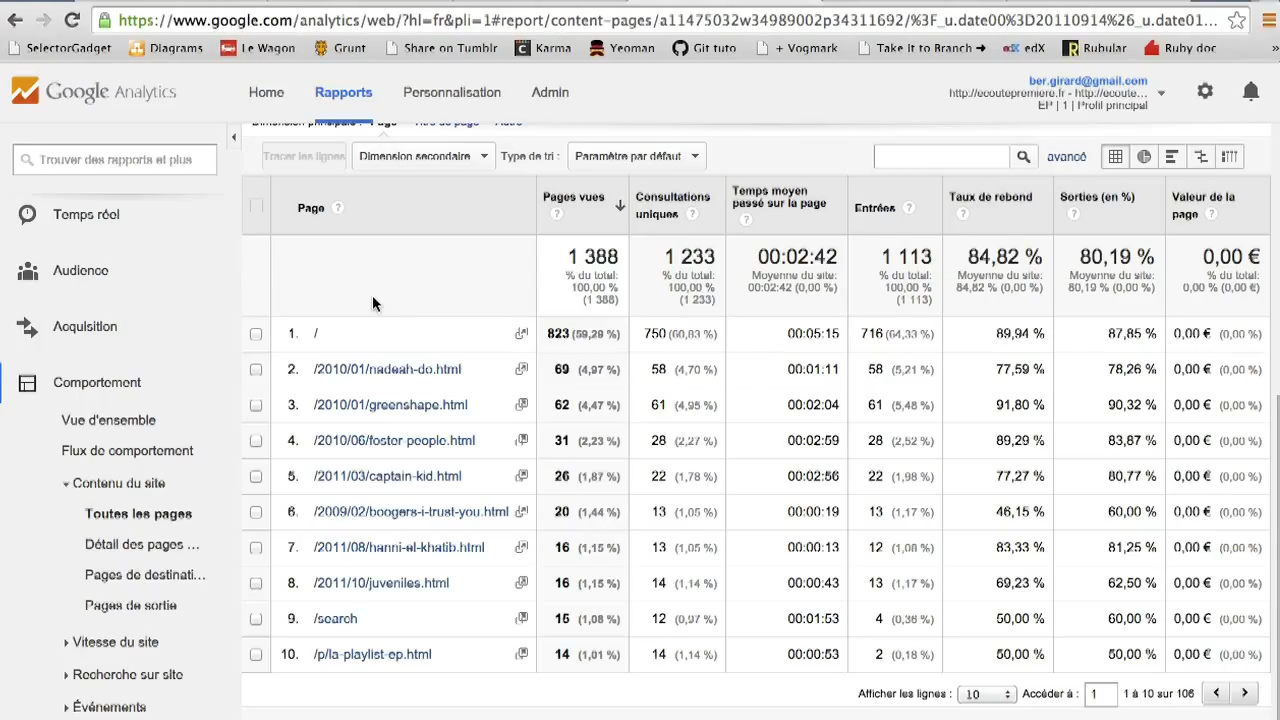 https://www.google.com/analytics/web/?hl=fr&pli=1#report/content-pages/a11475032w34989002p34311692/%3F_u.date00%3D20110914%26_u.date01...
SelectorGadget Diagrams Le Wagon Grunt Share on Tumblr Karma Yeoman Git tuto + Vogmark Take It to Branch → edX Rubular Ruby doc »
Google Analytics Home Rapports Personnalisation Admin
ber.girard@gmail.com
http://ecoutepremiere.fr - http://ecoute...
EP | 1 | Profil principal
Dimension principale : Page Titre de page Autre
Trouver des rapports et plus
Tracer les lignes Dimension secondaire Type de tri : Paramètre par défaut avancé
Page Pages vues Consultations uniques Temps moyen passé sur la page Entrées Taux de rebond Sorties (en %) Valeur de la page
1 388 1 233 00:02:42 1 113 84,82 % 80,19 % 0,00 €
% du total: % du total: Moyenne du site: % du total: Moyenne du site: Moyenne du site: % du total:
100,00 % 100,00 % 00:02:42 (0,00 %) 100,00 % 84,82 % (0,00 %) 80,19 % (0,00 %) 0,00 % (0,00 €)
(1 388) (1 233) (1 113)
1. / 823 (59,29 %) 750 (60,83 %) 00:05:15 716 (64,33 %) 89,94 % 87,85 % 0,00 € (0,00 %)
2. /2010/01/nadeah-do.html 69 (4,97 %) 58 (4,70 %) 00:01:11 58 (5,21 %) 77,59 % 78,26 % 0,00 € (0,00 %)
3. /2010/01/greenshape.html 62 (4,47 %) 61 (4,95 %) 00:02:04 61 (5,48 %) 91,80 % 90,32 % 0,00 € (0,00 %)
4. /2010/06/foster-people.html 31 (2,23 %) 28 (2,27 %) 00:02:59 28 (2,52 %) 89,29 % 83,87 % 0,00 € (0,00 %)
5. /2011/03/captain-kid.html 26 (1,87 %) 22 (1,78 %) 00:02:56 22 (1,98 %) 77,27 % 80,77 % 0,00 € (0,00 %)
6. /2009/02/boogers-i-trust-you.html 20 (1,44 %) 13 (1,05 %) 00:00:19 13 (1,17 %) 46,15 % 60,00 % 0,00 € (0,00 %)
7. /2011/08/hanni-el-khatib.html 16 (1,15 %) 13 (1,05 %) 00:00:13 12 (1,08 %) 83,33 % 81,25 % 0,00 € (0,00 %)
8. /2011/10/juveniles.html 16 (1,15 %) 14 (1,14 %) 00:00:43 13 (1,17 %) 69,23 % 62,50 % 0,00 € (0,00 %)
9. /search 15 (1,08 %) 12 (0,97 %) 00:01:53 4 (0,36 %) 50,00 % 60,00 % 0,00 € (0,00 %)
10. /p/la-playlist-ep.html 14 (1,01 %) 14 (1,14 %) 00:00:53 2 (0,18 %) 50,00 % 50,00 % 0,00 € (0,00 %)
Afficher les lignes : 10 Accéder à : 1 1 à 10 sur 106
Temps réel
Audience
Acquisition
Comportement
Vue d'ensemble
Flux de comportement
Contenu du site
Toutes les pages
Détail des pages ...
Pages de destinati...
Pages de sortie
Vitesse du site
Recherche sur site
Événements